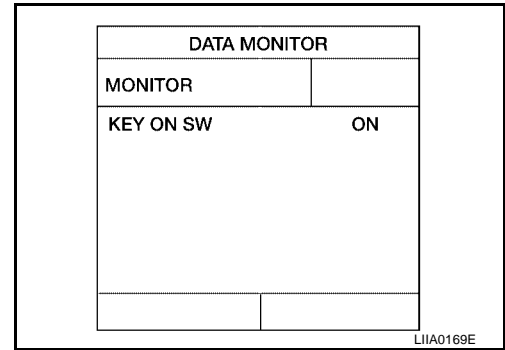 DATA MONITOR
MONITOR
KEY ON SW ON
LIIA0169E